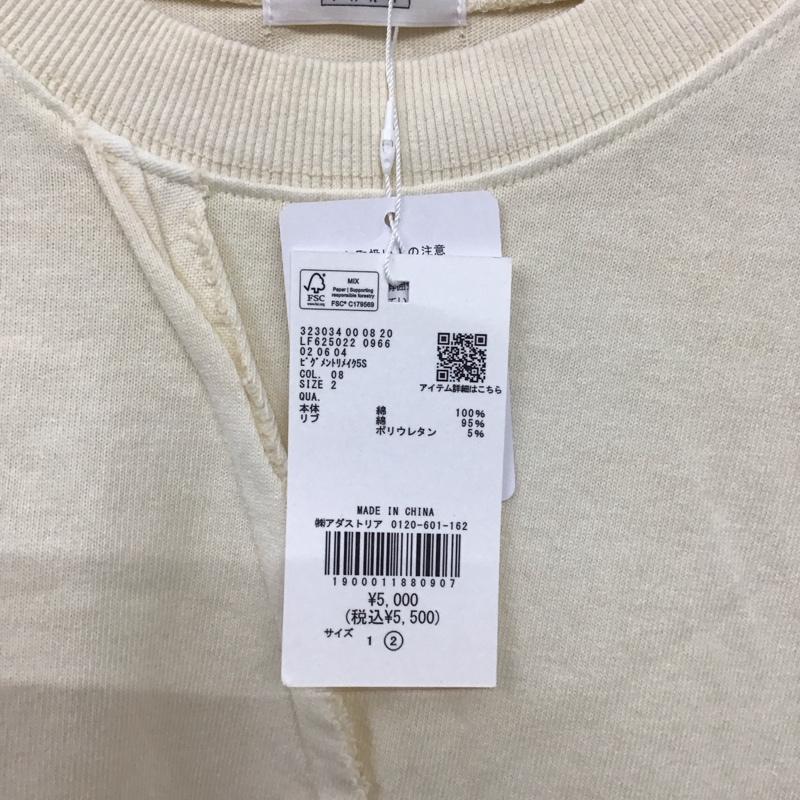 の注意
MIX
Paper | Supporting
responsible forestry
FSC® C179569
FSC
323034 00 08 20
LF625022 0966
02 06 04
ﾋﾟｸﾞﾒﾝﾄﾘﾒｲｸ5S
COL. 08
SIZE 2
QUA.
アイテム詳細はこちら
本体 綿 100%
リブ 綿 95%
ポリウレタン 5%
MADE IN CHINA
㈱アダストリア 0120-601-162
1900011880907
¥5,000
(税込¥5,500)
サイズ 1 ②